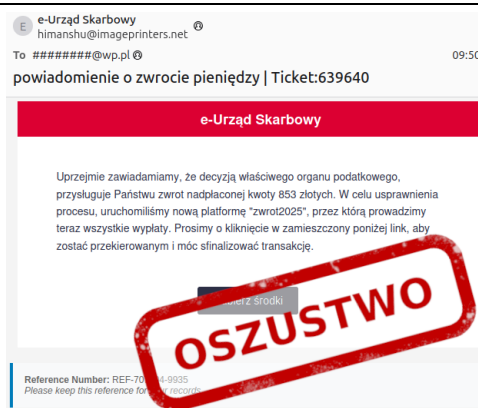 E
e-Urząd Skarbowy
himanshu@imageprinters.net
To ########@wp.pl
09:50
powiadomienie o zwrocie pieniędzy | Ticket:639640
e-Urząd Skarbowy
Uprzejmie zawiadamiamy, że decyzją właściwego organu podatkowego,
przysługuje Państwu zwrot nadpłaconej kwoty 853 złotych. W celu usprawnienia
procesu, uruchomiliśmy nową platformę "zwrot2025", przez którą prowadzimy
teraz wszystkie wypłaty. Prosimy o kliknięcie w zamieszczony poniżej link, aby
zostać przekierowanym i móc sfinalizować transakcję.
środki
OSZUSTWO
Reference Number:
Please keep this reference for records